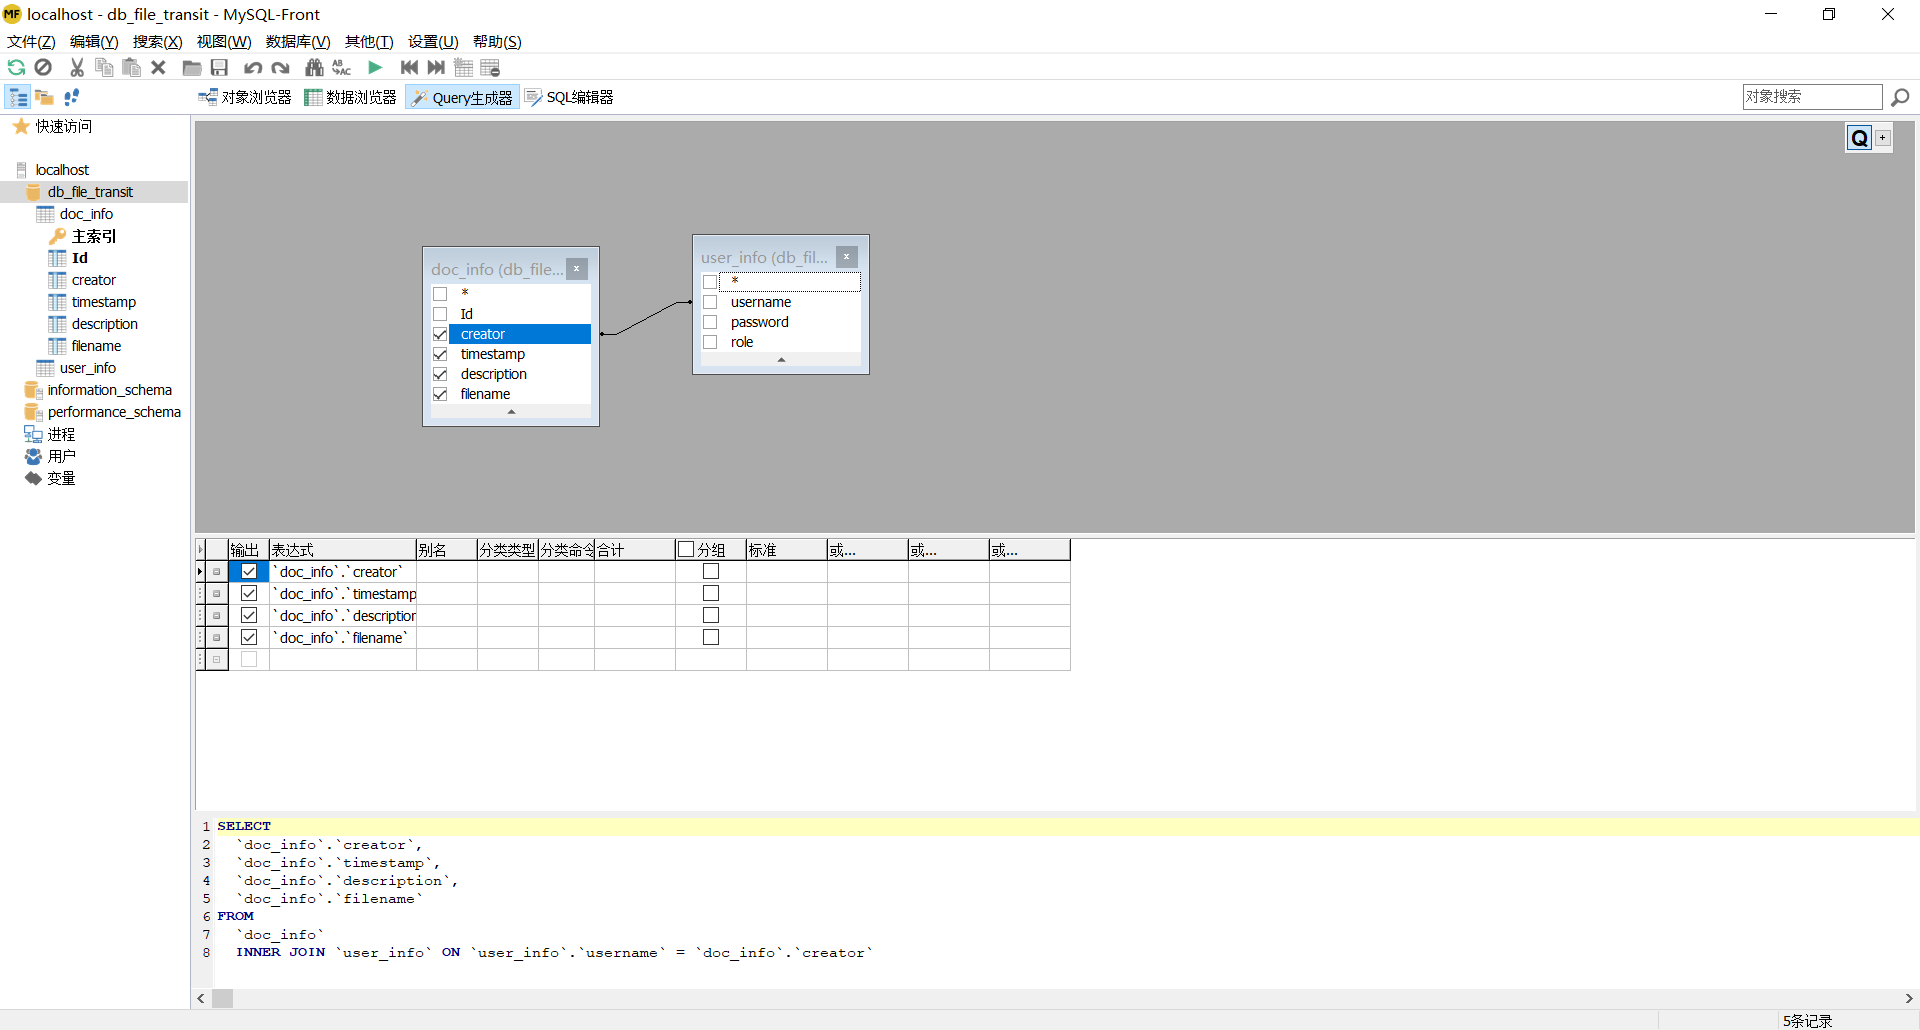 MF localhost - db_file_transit - MySQL-Front
文件(Z) 编辑(Y) 搜索(X) 视图(W) 数据库(V) 其他(T) 设置(U) 帮助(S)
AB AC
对象浏览器 数据浏览器 Query生成器 SQL编辑器 对象搜索
快速访问
localhost
db_file_transit
doc_info
主索引
Id
creator
timestamp
description
filename
user_info
information_schema
performance_schema
进程
用户
变量
Q +
doc_info (db_file... x
*
Id
creator
timestamp
description
filename
user_info (db_fil... x
*
username
password
role
输出 表达式 别名 分类类型 分类命令 合计 分组 标准 或... 或... 或...
`doc_info`.`creator`
`doc_info`.`timestamp
`doc_info`.`description
`doc_info`.`filename`
1 SELECT
2 `doc_info`.`creator`,
3 `doc_info`.`timestamp`,
4 `doc_info`.`description`,
5 `doc_info`.`filename`
6 FROM
7 `doc_info`
8 INNER JOIN `user_info` ON `user_info`.`username` = `doc_info`.`creator`
5条记录